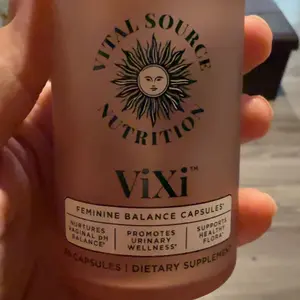 VITAL SOURCE
NUTRITION
ViXi™
FEMININE BALANCE CAPSULES*
NURTURES
VAGINAL PH
BALANCE*
PROMOTES
URINARY
WELLNESS*
SUPPORTS
HEALTHY
FLORA*
CAPSULES | DIETARY SUPPLEMENT